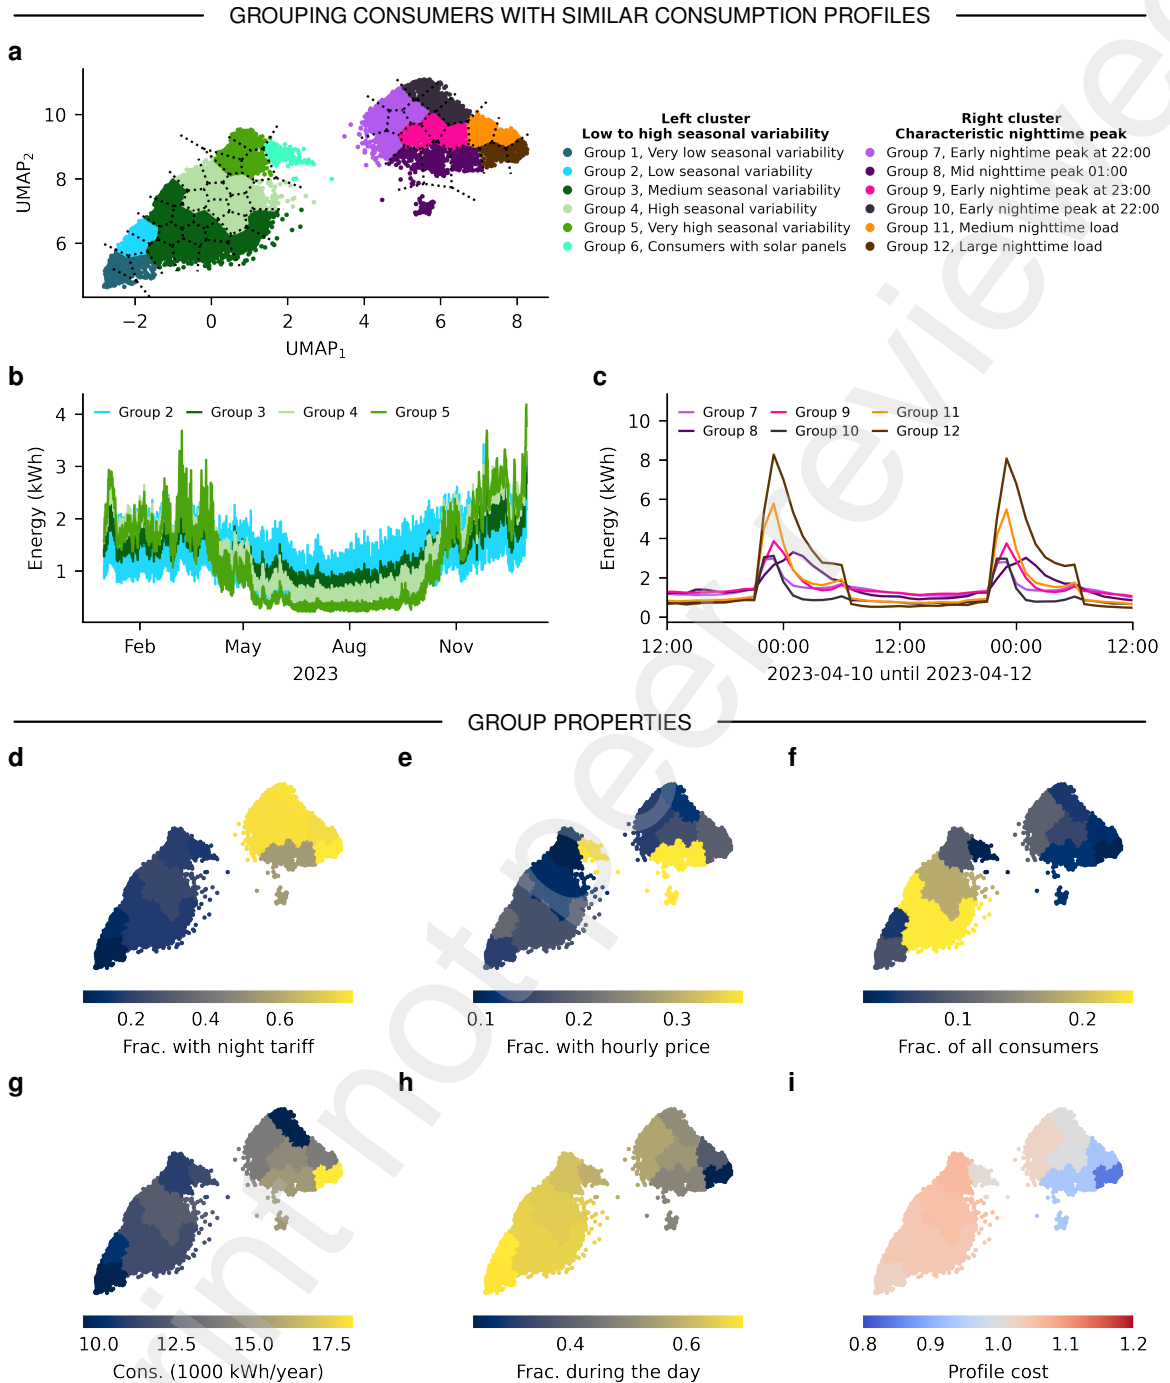 GROUPING CONSUMERS WITH SIMILAR CONSUMPTION PROFILES
a
10
8
6
UMAP2
−2 0 2 4 6 8
UMAP1
Left cluster
Low to high seasonal variability
Group 1, Very low seasonal variability
Group 2, Low seasonal variability
Group 3, Medium seasonal variability
Group 4, High seasonal variability
Group 5, Very high seasonal variability
Group 6, Consumers with solar panels
Right cluster
Characteristic nighttime peak
Group 7, Early nightime peak at 22:00
Group 8, Mid nighttime peak 01:00
Group 9, Early nighttime peak at 23:00
Group 10, Early nightime peak at 22:00
Group 11, Medium nighttime load
Group 12, Large nighttime load
b
Group 2 Group 3 Group 4 Group 5
4
3
2
1
Energy (kWh)
Feb May Aug Nov
2023
c
Group 7 Group 9 Group 11
Group 8 Group 10 Group 12
10
8
6
4
2
0
Energy (kWh)
12:00 00:00 12:00 00:00 12:00
2023-04-10 until 2023-04-12
GROUP PROPERTIES
d
0.2 0.4 0.6
Frac. with night tariff
e
0.1 0.2 0.3
Frac. with hourly price
f
0.1 0.2
Frac. of all consumers
g
10.0 12.5 15.0 17.5
Cons. (1000 kWh/year)
h
0.4 0.6
Frac. during the day
i
0.8 0.9 1.0 1.1 1.2
Profile cost
rint not peer reviewed